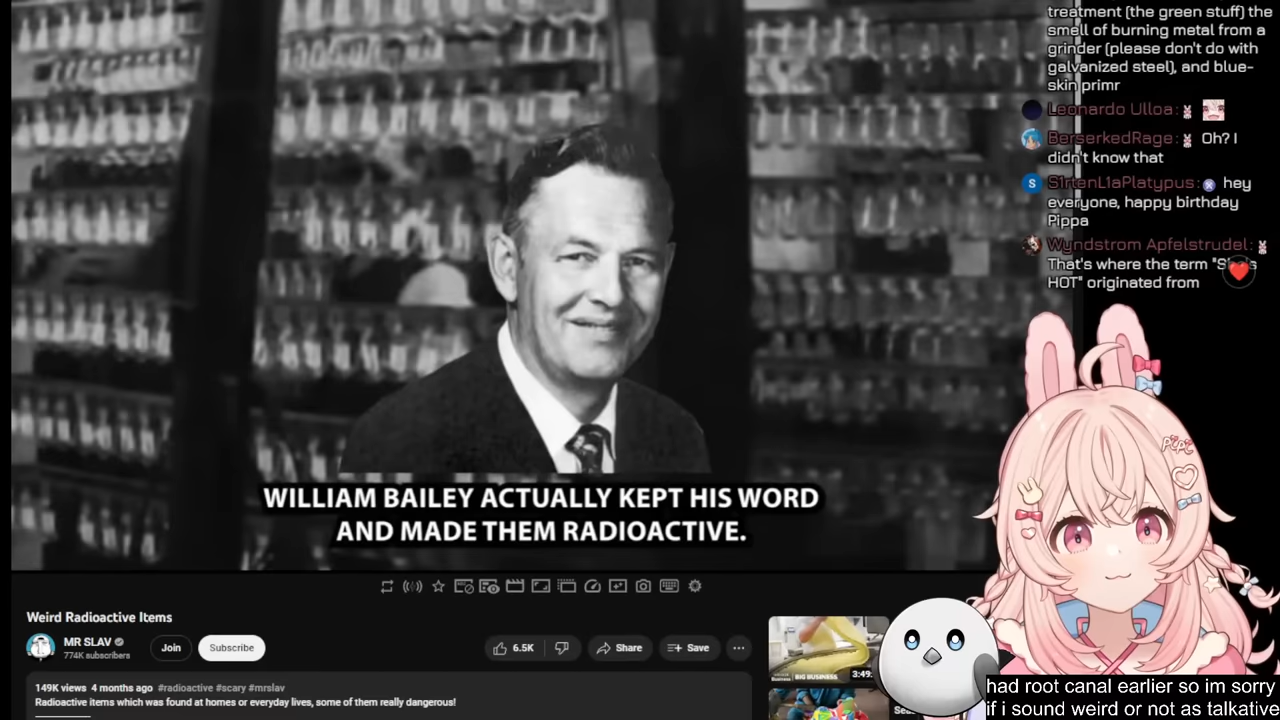 treatment (the green stuff) the
smell of burning metal from a
grinder (please don't do with
galvanized steel), and blue-
skin primr
Leonardo Ulloa:
BerserkedRage: Oh? I
didn't know that
S1rtenL1aPlatypus: hey
everyone, happy birthday
Pippa
Wyndstrom Apfelstrudel:
That's where the term "She's
HOT" originated from
WILLIAM BAILEY ACTUALLY KEPT HIS WORD
AND MADE THEM RADIOACTIVE.
Weird Radioactive Items
MR SLAV
774K subscribers
Join
Subscribe
6.5K
Share
Save
149K views 4 months ago #radioactive #scary #mrslav
Radioactive items which was found at homes or everyday lives, some of them really dangerous!
BIG BUSINESS
3:49
pipi
had root canal earlier so im sorry
if i sound weird or not as talkative